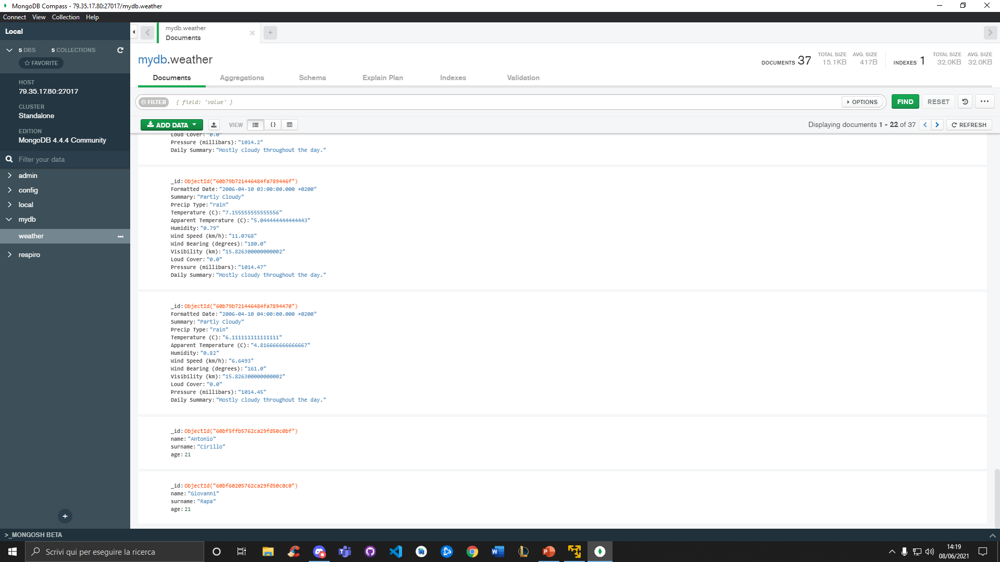 MongoDB Compass - 79.35.17.80:27017/mydb.weather
Connect View Collection Help
Local
5 DBS 5 COLLECTIONS
FAVORITE
HOST
79.35.17.80:27017
CLUSTER
Standalone
EDITION
MongoDB 4.4.4 Community
Filter your data
admin
config
local
mydb
weather
respiro
mydb.weather
Documents
mydb.weather
DOCUMENTS 37 TOTAL SIZE 15.1KB AVG. SIZE 417B INDEXES 1 TOTAL SIZE 32.0KB AVG. SIZE 32.0KB
Documents Aggregations Schema Explain Plan Indexes Validation
FILTER { field: 'value' } OPTIONS FIND RESET
ADD DATA VIEW { } Displaying documents 1 - 22 of 37 REFRESH
Loud Cover: "0.0"
Pressure (millibars): "1014.2"
Daily Summary: "Mostly cloudy throughout the day."
_id: ObjectId("60b79b721446484fa789446f")
Formatted Date: "2006-04-10 03:00:00.000 +0200"
Summary: "Partly Cloudy"
Precip Type: "rain"
Temperature (C): "7.155555555555556"
Apparent Temperature (C): "5.044444444444443"
Humidity: "0.79"
Wind Speed (km/h): "11.0768"
Wind Bearing (degrees): "180.0"
Visibility (km): "15.826300000000002"
Loud Cover: "0.0"
Pressure (millibars): "1014.47"
Daily Summary: "Mostly cloudy throughout the day."
_id: ObjectId("60b79b721446484fa7894470")
Formatted Date: "2006-04-10 04:00:00.000 +0200"
Summary: "Partly Cloudy"
Precip Type: "rain"
Temperature (C): "6.111111111111111"
Apparent Temperature (C): "4.816666666666667"
Humidity: "0.82"
Wind Speed (km/h): "6.6493"
Wind Bearing (degrees): "161.0"
Visibility (km): "15.826300000000002"
Loud Cover: "0.0"
Pressure (millibars): "1014.45"
Daily Summary: "Mostly cloudy throughout the day."
_id: ObjectId("60bf5ffb5762ca29fd50c0bf")
name: "Antonio"
surname: "Cirillo"
age: 21
_id: ObjectId("60bf60205762ca29fd50c0c0")
name: "Giovanni"
surname: "Rapa"
age: 21
>_MONGOSH BETA
Scrivi qui per eseguire la ricerca
14:19
08/06/2021